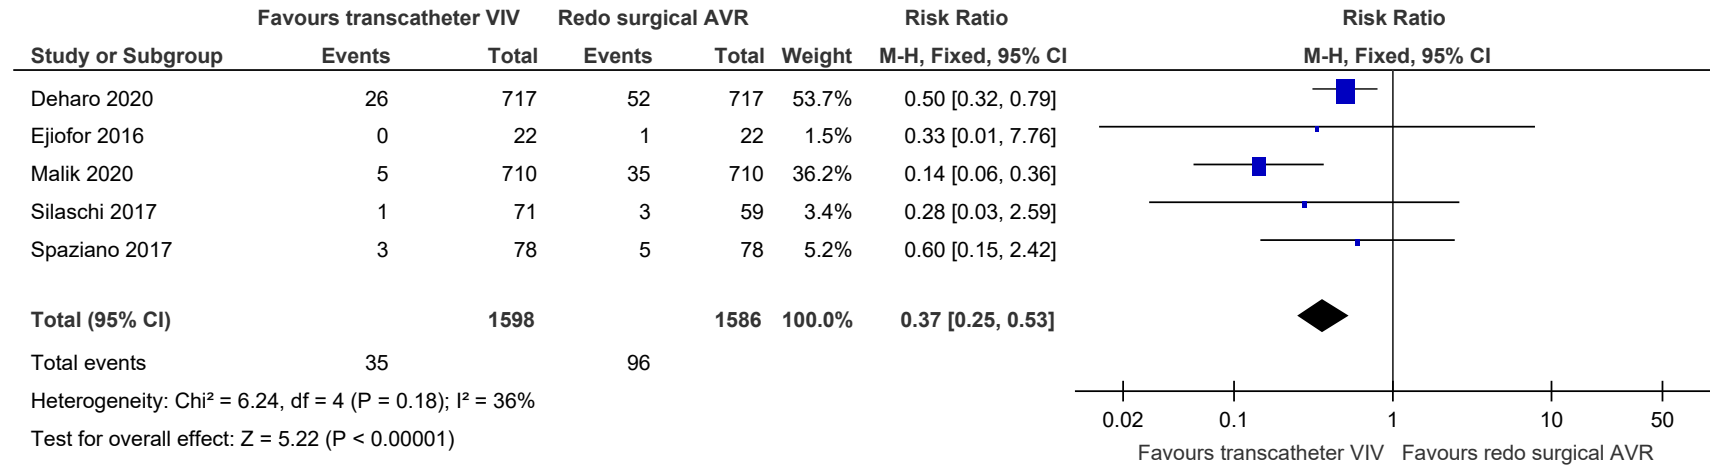 Favours transcatheter VIV Redo surgical AVR Risk Ratio Risk Ratio
Study or Subgroup Events Total Events Total Weight M-H, Fixed, 95% CI M-H, Fixed, 95% CI
Deharo 2020 26 717 52 717 53.7% 0.50 [0.32, 0.79]
Ejiofor 2016 0 22 1 22 1.5% 0.33 [0.01, 7.76]
Malik 2020 5 710 35 710 36.2% 0.14 [0.06, 0.36]
Silaschi 2017 1 71 3 59 3.4% 0.28 [0.03, 2.59]
Spaziano 2017 3 78 5 78 5.2% 0.60 [0.15, 2.42]
Total (95% CI) 1598 1586 100.0% 0.37 [0.25, 0.53]
Total events 35 96
Heterogeneity: Chi² = 6.24, df = 4 (P = 0.18); I² = 36%
Test for overall effect: Z = 5.22 (P < 0.00001)
0.02 0.1 1 10 50
Favours transcatheter VIV Favours redo surgical AVR